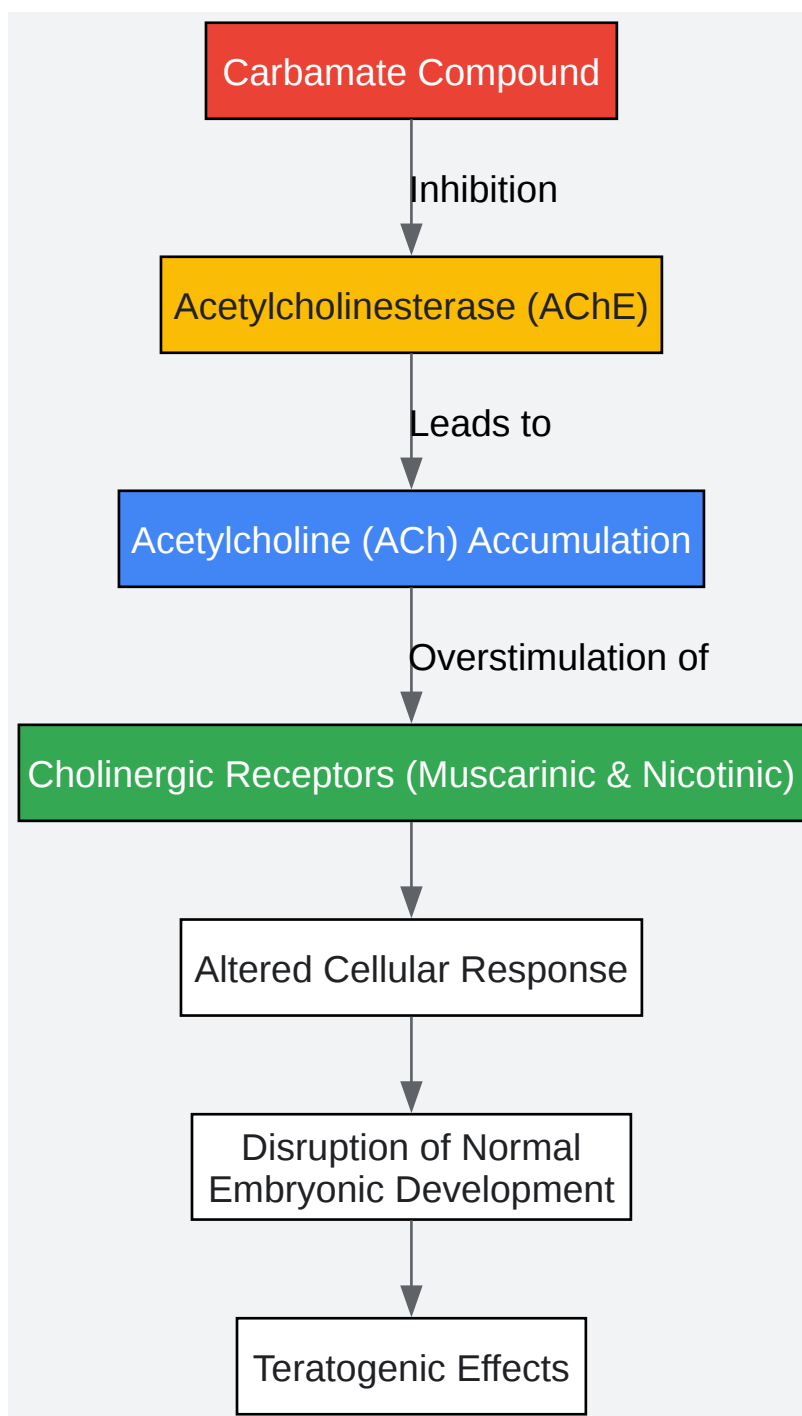 Carbamate Compound
Inhibition
Acetylcholinesterase (AChE)
Leads to
Acetylcholine (ACh) Accumulation
Overstimulation of
Cholinergic Receptors (Muscarinic & Nicotinic)
Altered Cellular Response
Disruption of Normal
Embryonic Development
Teratogenic Effects